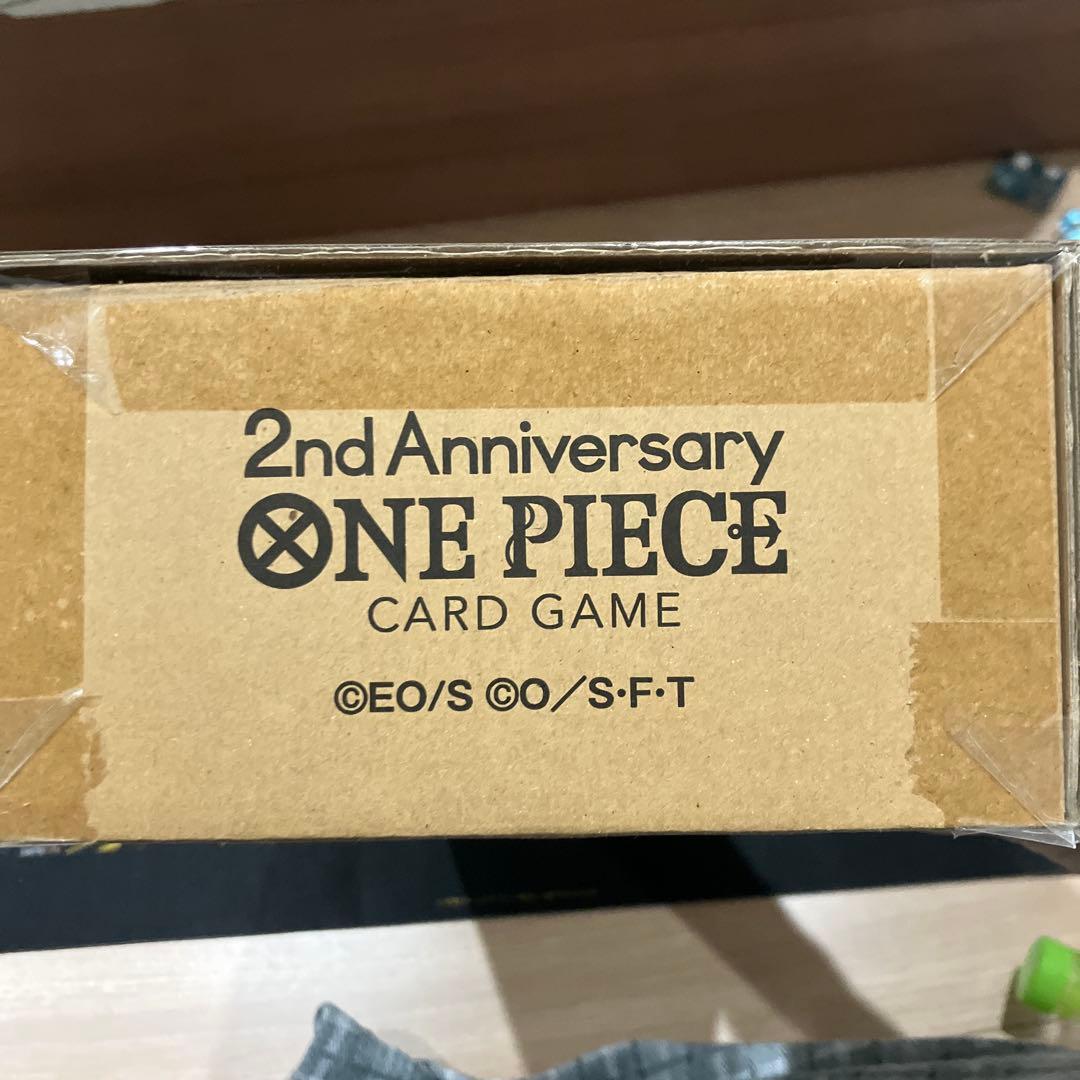 2nd Anniversary
ONE PIECE
CARD GAME
©EO/S ©O/S・F・T